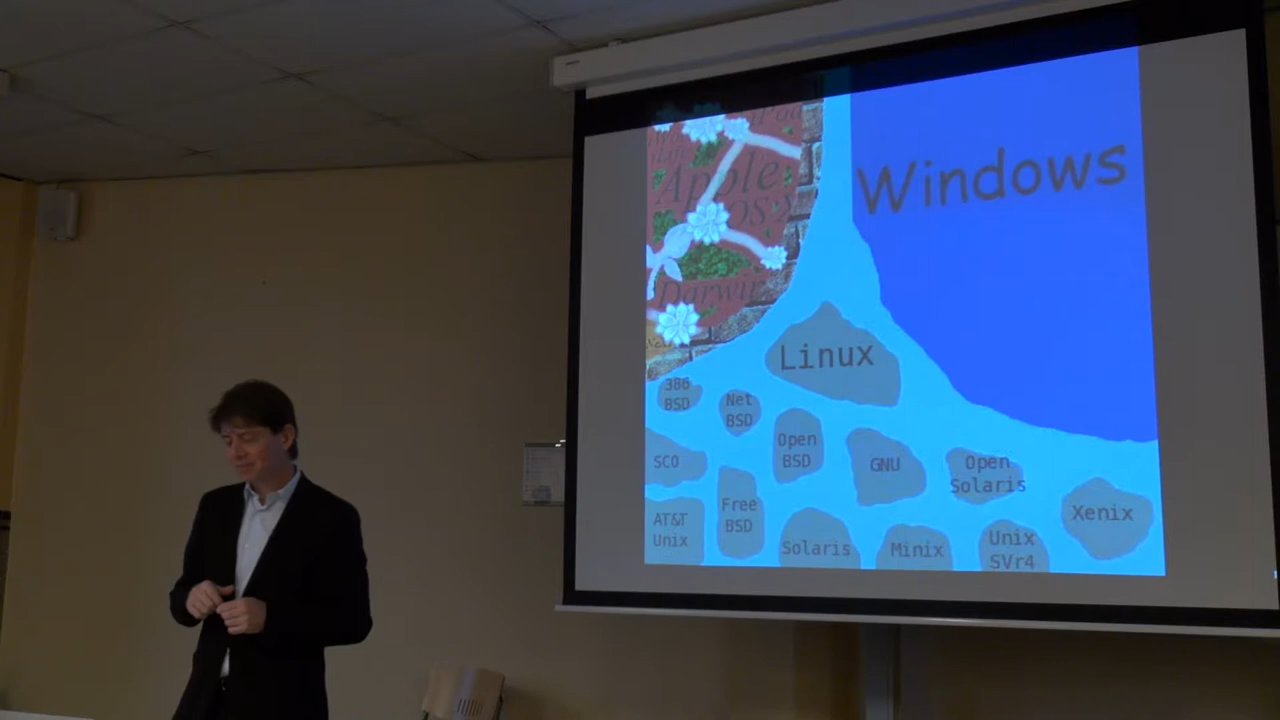 Apple
OS X
Darwin
Windows
Linux
386
BSD
Net
BSD
Open
BSD
SCO
GNU
Open
Solaris
Free
BSD
AT&T
Unix
Xenix
Solaris
Minix
Unix
SVr4